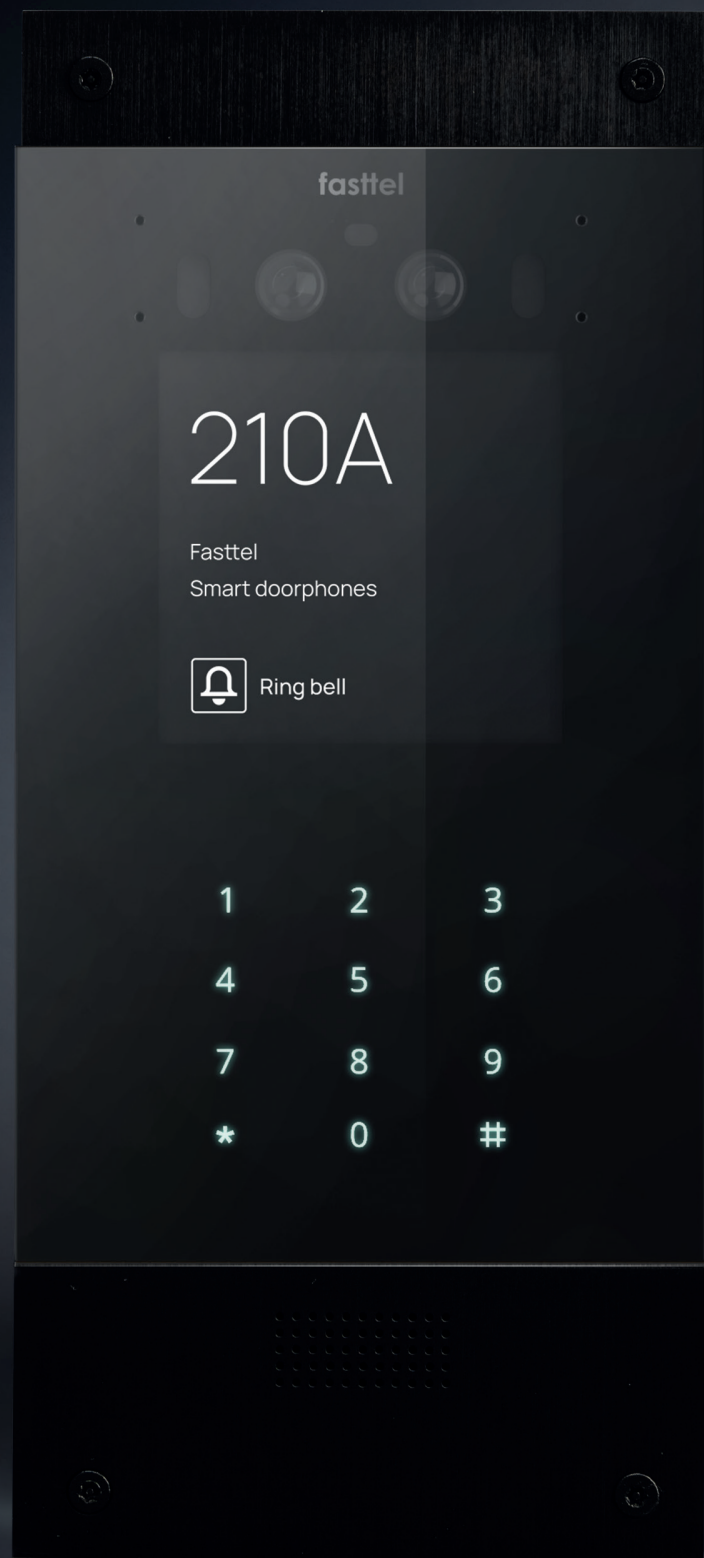 fasttel
210A
Fasttel
Smart doorphones
Ring bell
1 2 3
4 5 6
7 8 9
* 0 #